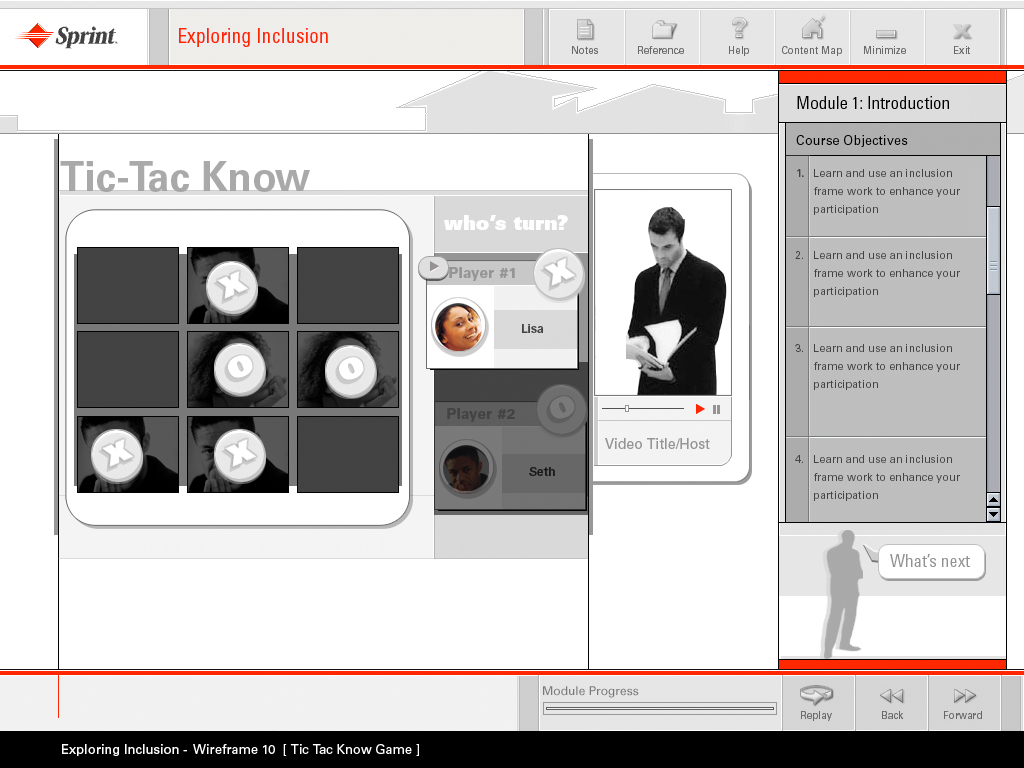 Sprint.
Exploring Inclusion
Notes
Reference
Help
Content Map
Minimize
Exit
Module 1: Introduction
Course Objectives
1. Learn and use an inclusion
frame work to enhance your
participation
2. Learn and use an inclusion
frame work to enhance your
participation
3. Learn and use an inclusion
frame work to enhance your
participation
4. Learn and use an inclusion
frame work to enhance your
participation
Tic-Tac Know
who's turn?
Player #1
X
Lisa
Player #2
O
Seth
X
O
O
X
X
Video Title/Host
What's next
Module Progress
Replay
Back
Forward
Exploring Inclusion - Wireframe 10 [ Tic Tac Know Game ]